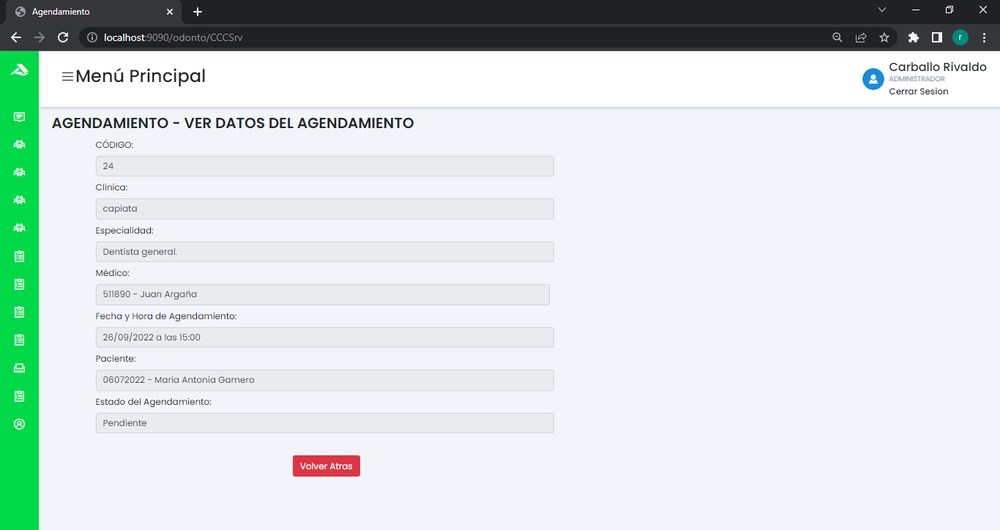 Agendamiento
localhost:9090/odonto/CCCSrv
r
Menú Principal
Carballo Rivaldo
ADMINISTRADOR
Cerrar Sesion
AGENDAMIENTO - VER DATOS DEL AGENDAMIENTO
CÓDIGO:
24
Clinica:
capiata
Especialidad:
Dentista general.
Médico:
511890 - Juan Argaña
Fecha y Hora de Agendamiento:
26/09/2022 a las 15:00
Paciente:
06072022 - Maria Antonia Gamero
Estado del Agendamiento:
Pendiente
Volver Atras